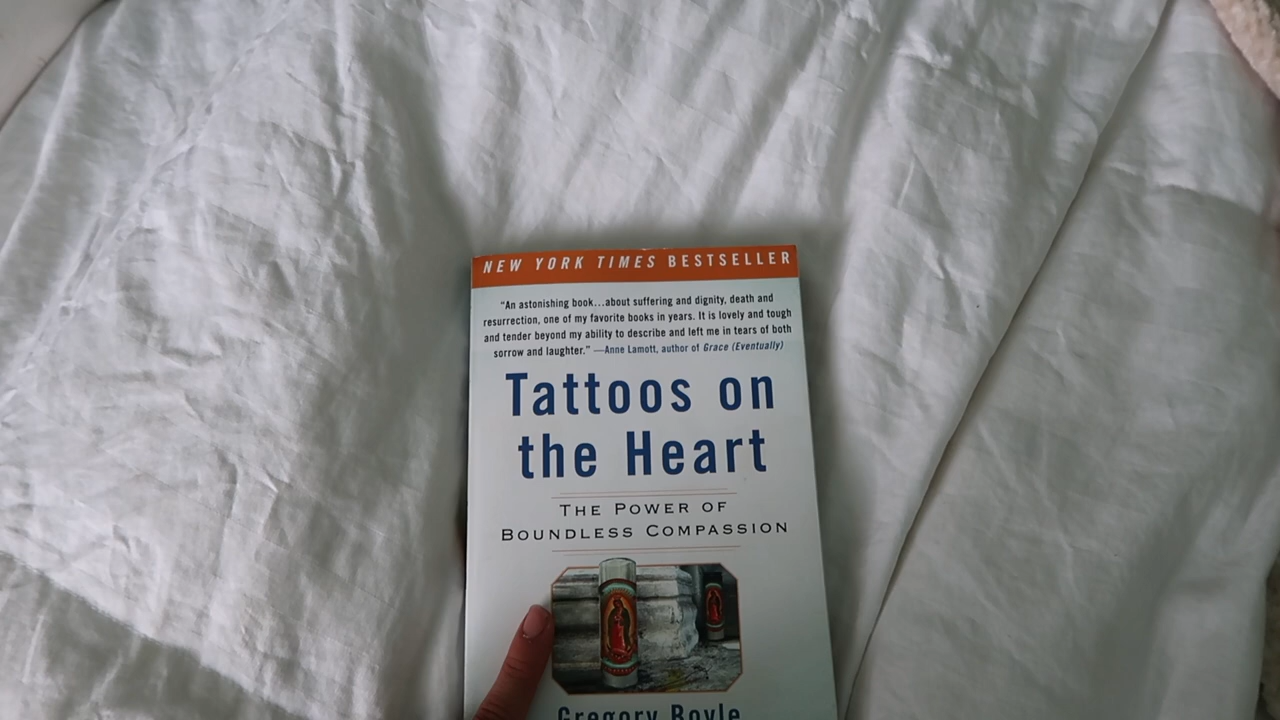 NEW YORK TIMES BESTSELLER
“An astonishing book...about suffering and dignity, death and
resurrection, one of my favorite books in years. It is lovely and tough
and tender beyond my ability to describe and left me in tears of both
sorrow and laughter.” —Anne Lamott, author of Grace (Eventually)
Tattoos on
the Heart
THE POWER OF
BOUNDLESS COMPASSION
Gregory Boyle